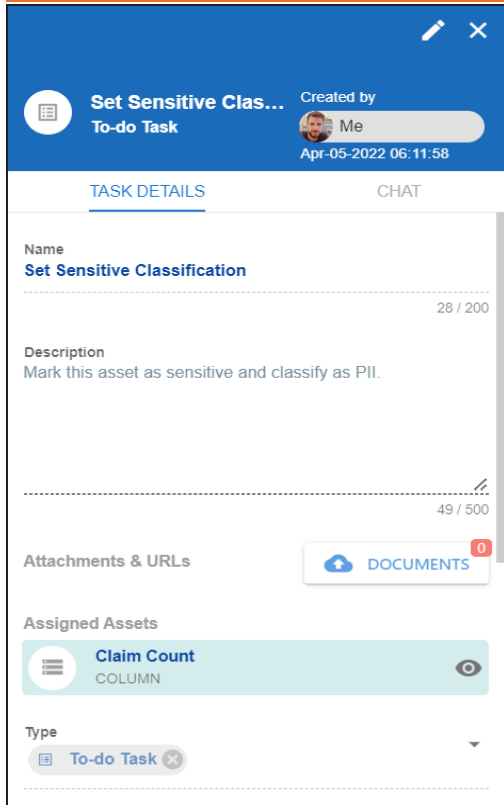 Set Sensitive Clas...
To-do Task
Created by
Me
Apr-05-2022 06:11:58
TASK DETAILS
CHAT
Name
Set Sensitive Classification
28 / 200
Description
Mark this asset as sensitive and classify as PII.
49 / 500
Attachments & URLs
DOCUMENTS
0
Assigned Assets
Claim Count
COLUMN
Type
To-do Task